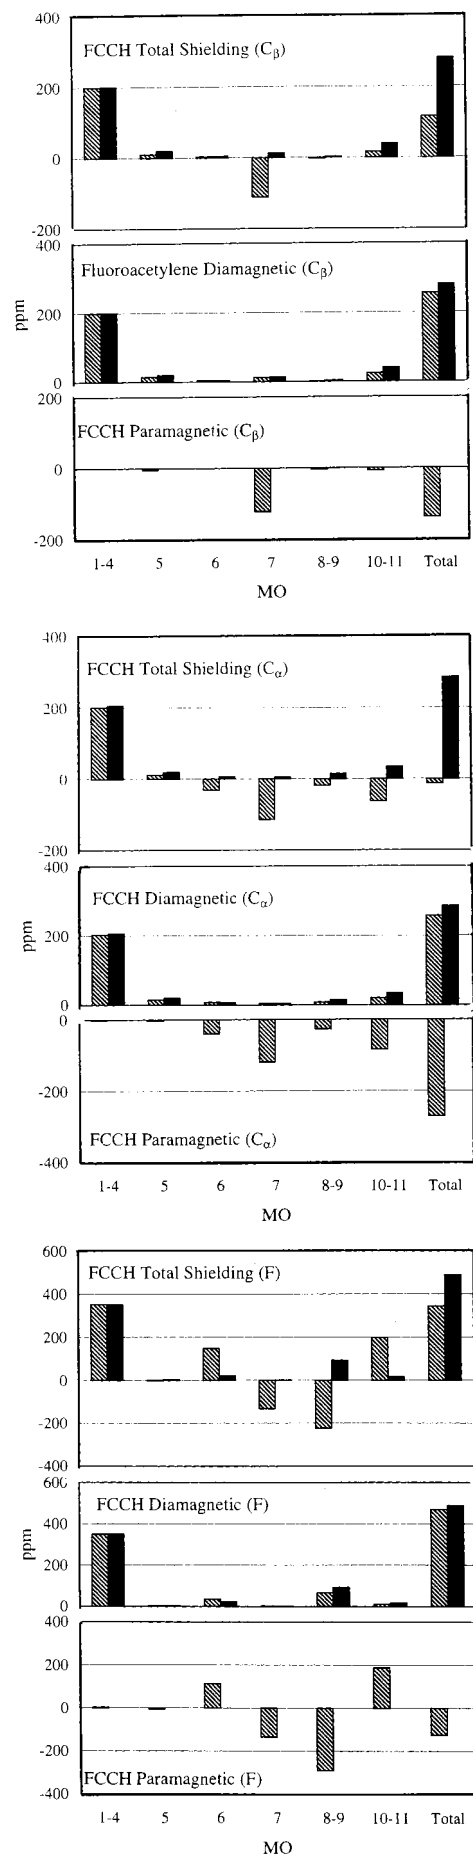 400
FCCH Total Shielding (Cβ)
200
0
-200
400
Fluoroacetylene Diamagnetic (Cβ)
ppm
200
0
200
FCCH Paramagnetic (Cβ)
0
-200
1-4 5 6 7 8-9 10-11 Total
MO
400
FCCH Total Shielding (Cα)
200
0
-200
400
FCCH Diamagnetic (Cα)
ppm
200
0
0
-200
FCCH Paramagnetic (Cα)
-400
1-4 5 6 7 8-9 10-11 Total
MO
600
FCCH Total Shielding (F)
400
200
0
-200
-400
600
FCCH Diamagnetic (F)
400
ppm
200
0
400
200
0
-200
FCCH Paramagnetic (F)
-400
1-4 5 6 7 8-9 10-11 Total
MO